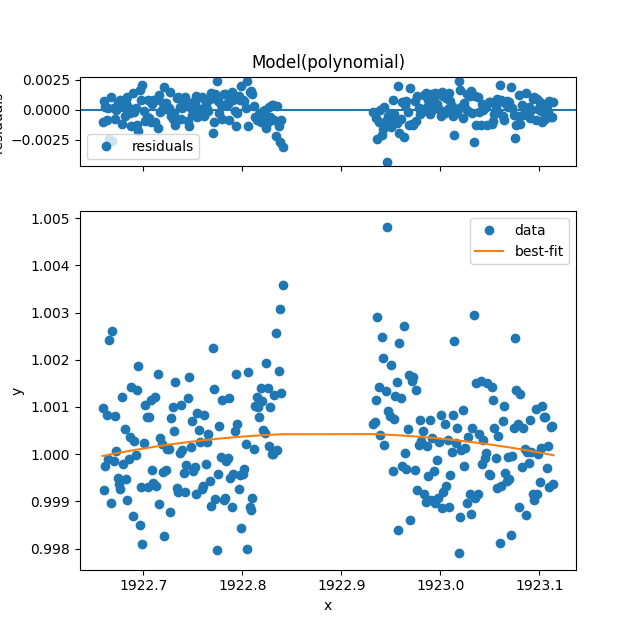 Model(polynomial)
0.0025
0.0000
−0.0025
residuals
1.005
1.004
1.003
1.002
1.001
1.000
0.999
0.998
y
data
best-fit
1922.7
1922.8
1922.9
1923.0
1923.1
x